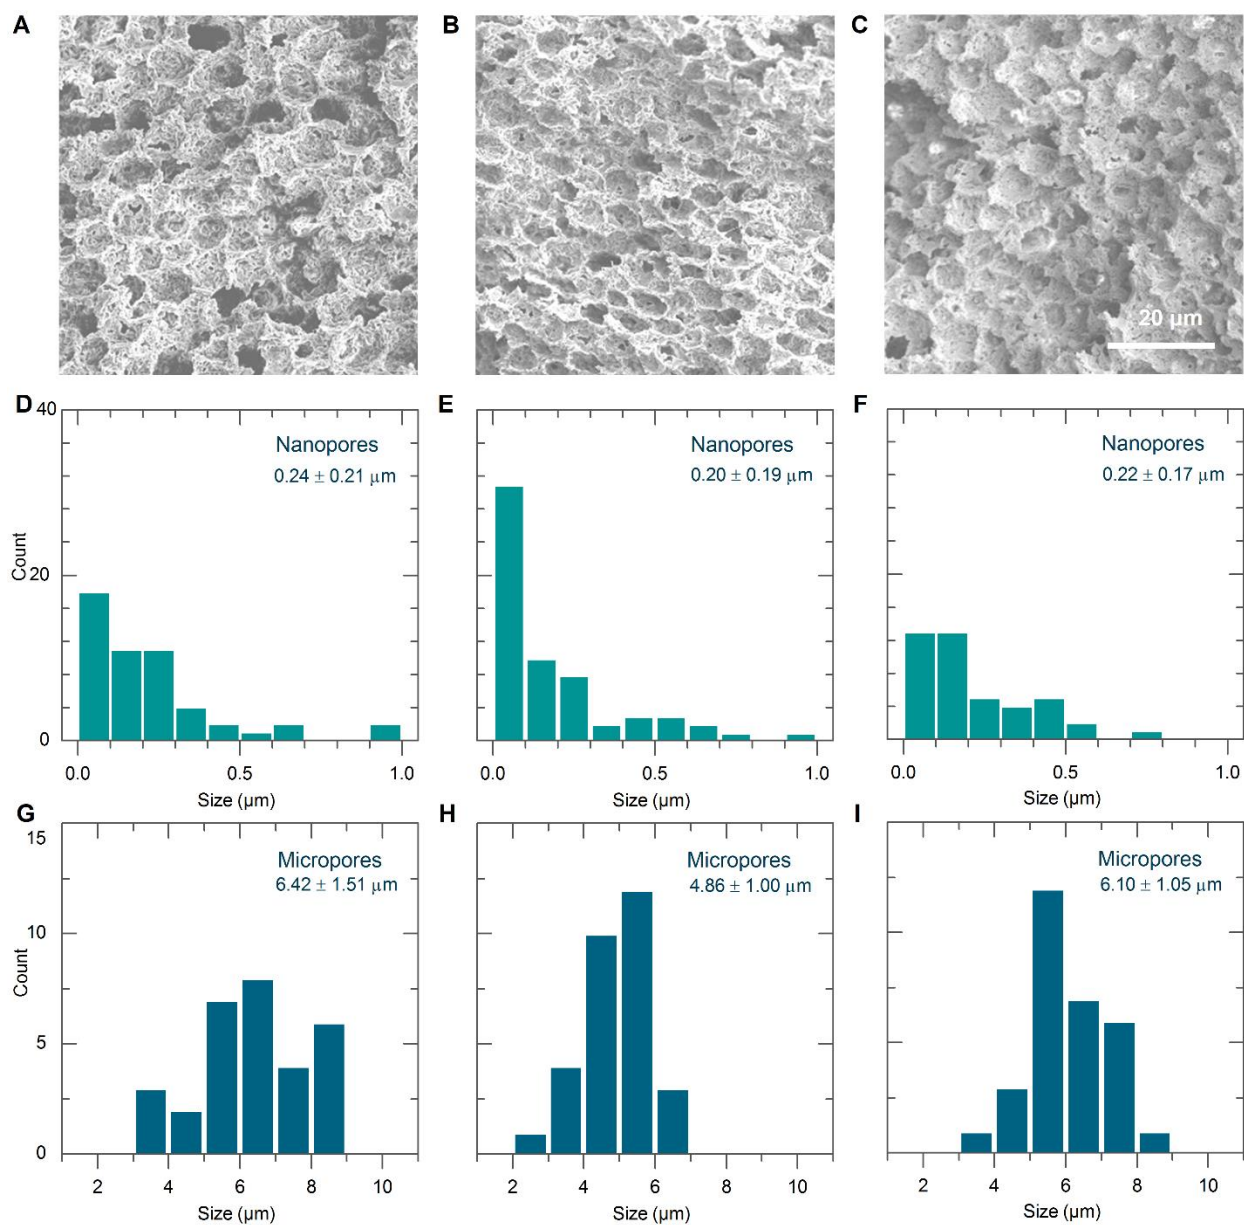 A
B
C
20 µm
D
E
F
40
20
0
Count
Nanopores
0.24 ± 0.21 µm
Nanopores
0.20 ± 0.19 µm
Nanopores
0.22 ± 0.17 µm
0.0 0.5 1.0
0.0 0.5 1.0
0.0 0.5 1.0
Size (µm)
Size (µm)
Size (µm)
G
H
I
15
10
5
0
Count
Micropores
6.42 ± 1.51 µm
Micropores
4.86 ± 1.00 µm
Micropores
6.10 ± 1.05 µm
2 4 6 8 10
2 4 6 8 10
2 4 6 8 10
Size (µm)
Size (µm)
Size (µm)